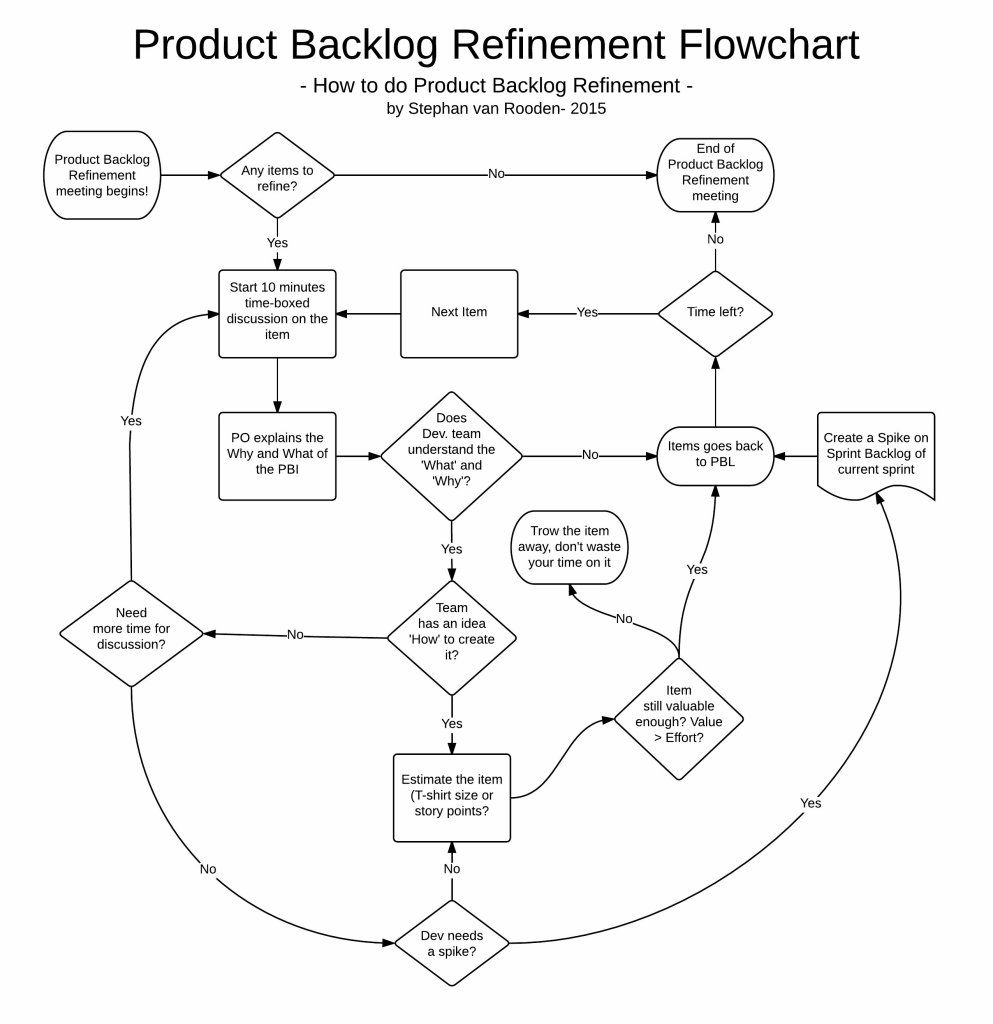 Product Backlog Refinement Flowchart
- How to do Product Backlog Refinement -
by Stephan van Rooden- 2015
Product Backlog
Refinement
meeting begins!
Any items to
refine?
No
End of
Product Backlog
Refinement
meeting
Yes
No
Start 10 minutes
time-boxed
discussion on the
item
Next Item
Yes
Time left?
Yes
PO explains the
Why and What of
the PBI
Does
Dev. team
understand the
'What' and
'Why'?
No
Items goes back
to PBL
Create a Spike on
Sprint Backlog of
current sprint
Yes
Trow the item
away, don't waste
your time on it
Yes
Need
more time for
discussion?
No
Team
has an idea
'How' to create
it?
No
Yes
Item
still valuable
enough? Value
> Effort?
Estimate the item
(T-shirt size or
story points?
Yes
No
No
Dev needs
a spike?